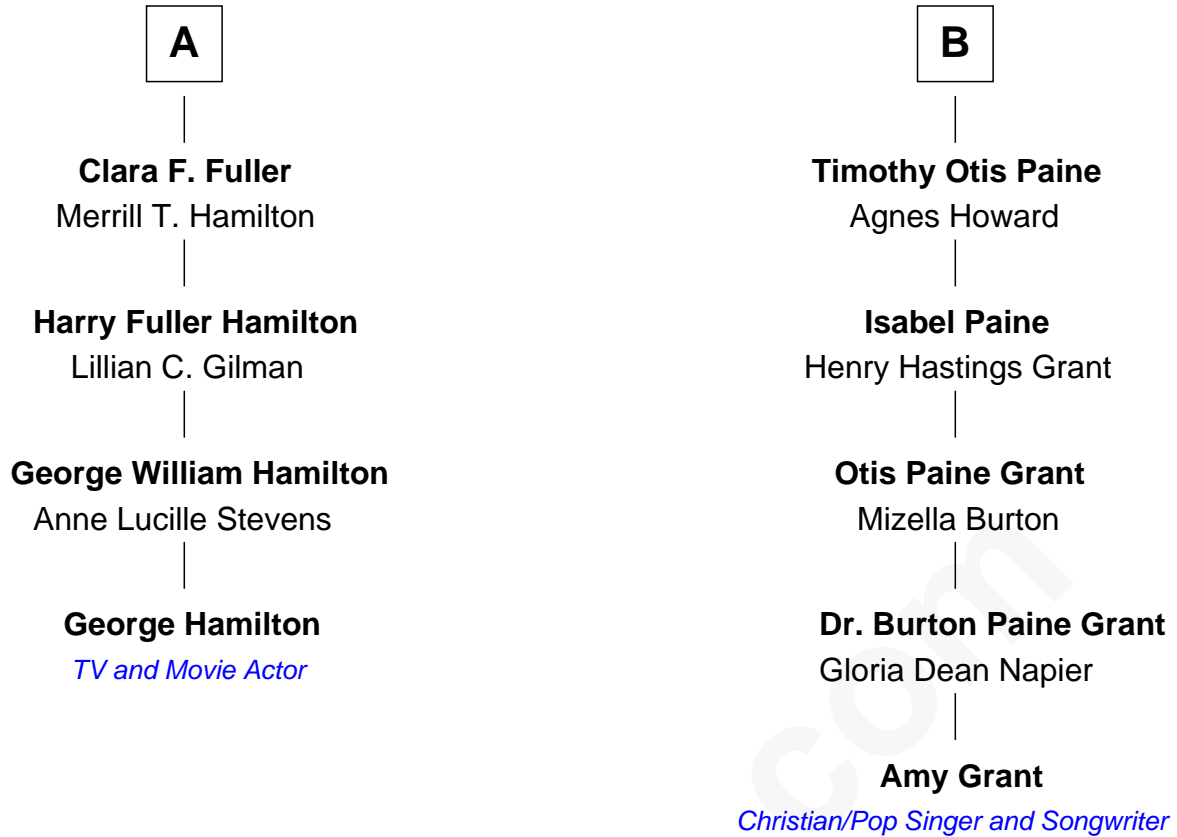 A
Clara F. Fuller
Merrill T. Hamilton
Harry Fuller Hamilton
Lillian C. Gilman
George William Hamilton
Anne Lucille Stevens
George Hamilton
TV and Movie Actor
B
Timothy Otis Paine
Agnes Howard
Isabel Paine
Henry Hastings Grant
Otis Paine Grant
Mizella Burton
Dr. Burton Paine Grant
Gloria Dean Napier
Amy Grant
Christian/Pop Singer and Songwriter
com